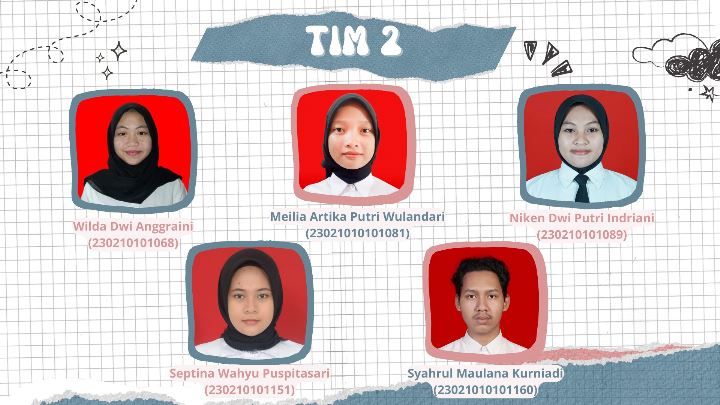 TIM 2
Wilda Dwi Anggraini
(230210101068)
Meilia Artika Putri Wulandari
(23021010101081)
Niken Dwi Putri Indriani
(230210101089)
Septina Wahyu Puspitasari
(230210101151)
Syahrul Maulana Kurniadi
(23021010101160)